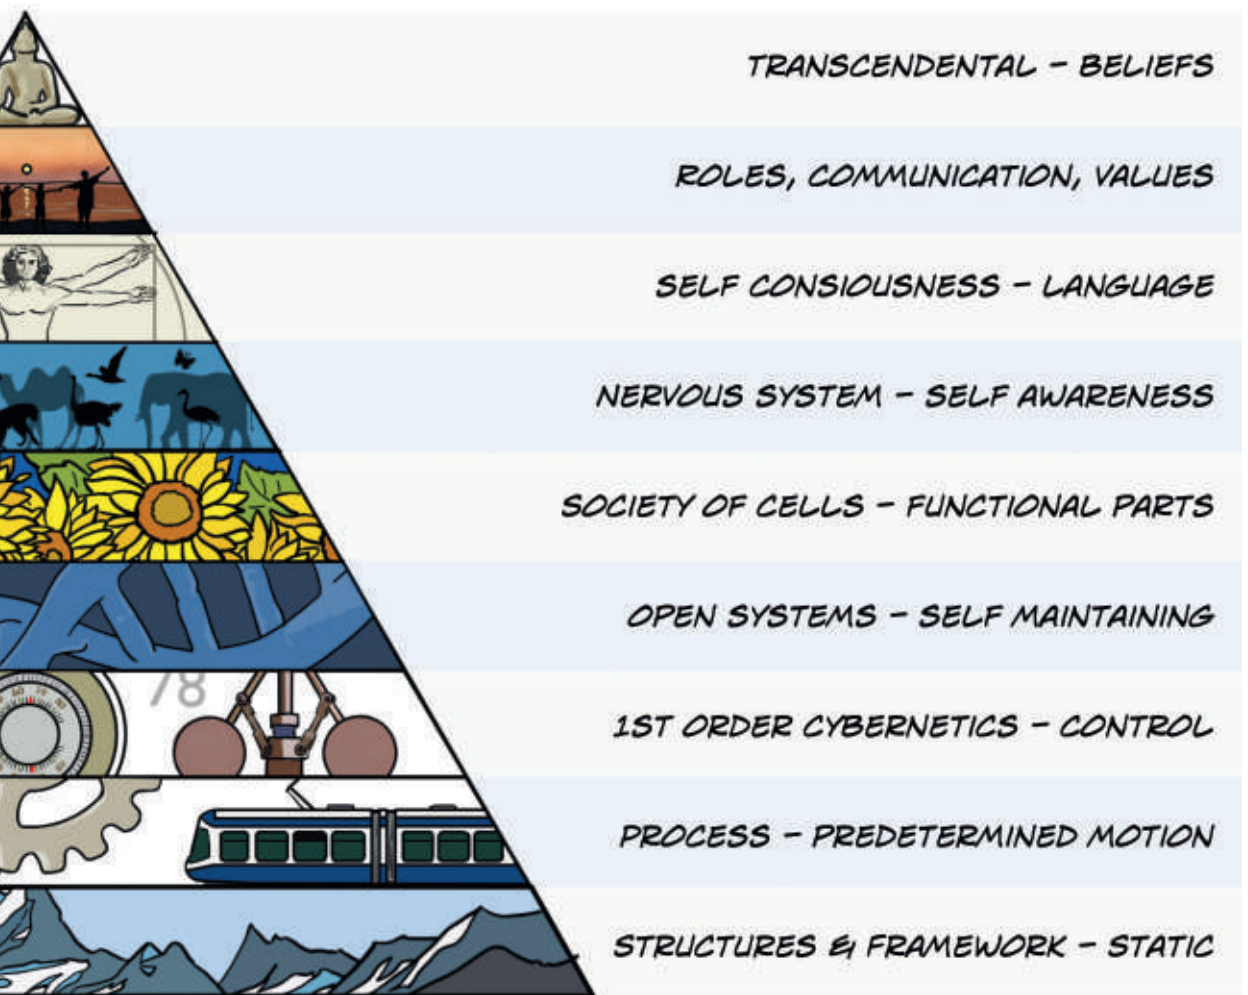 TRANSCENDENTAL – BELIEFS
ROLES, COMMUNICATION, VALUES
SELF CONSIOUSNESS – LANGUAGE
NERVOUS SYSTEM – SELF AWARENESS
SOCIETY OF CELLS – FUNCTIONAL PARTS
OPEN SYSTEMS – SELF MAINTAINING
78
1ST ORDER CYBERNETICS – CONTROL
PROCESS – PREDETERMINED MOTION
STRUCTURES & FRAMEWORK – STATIC